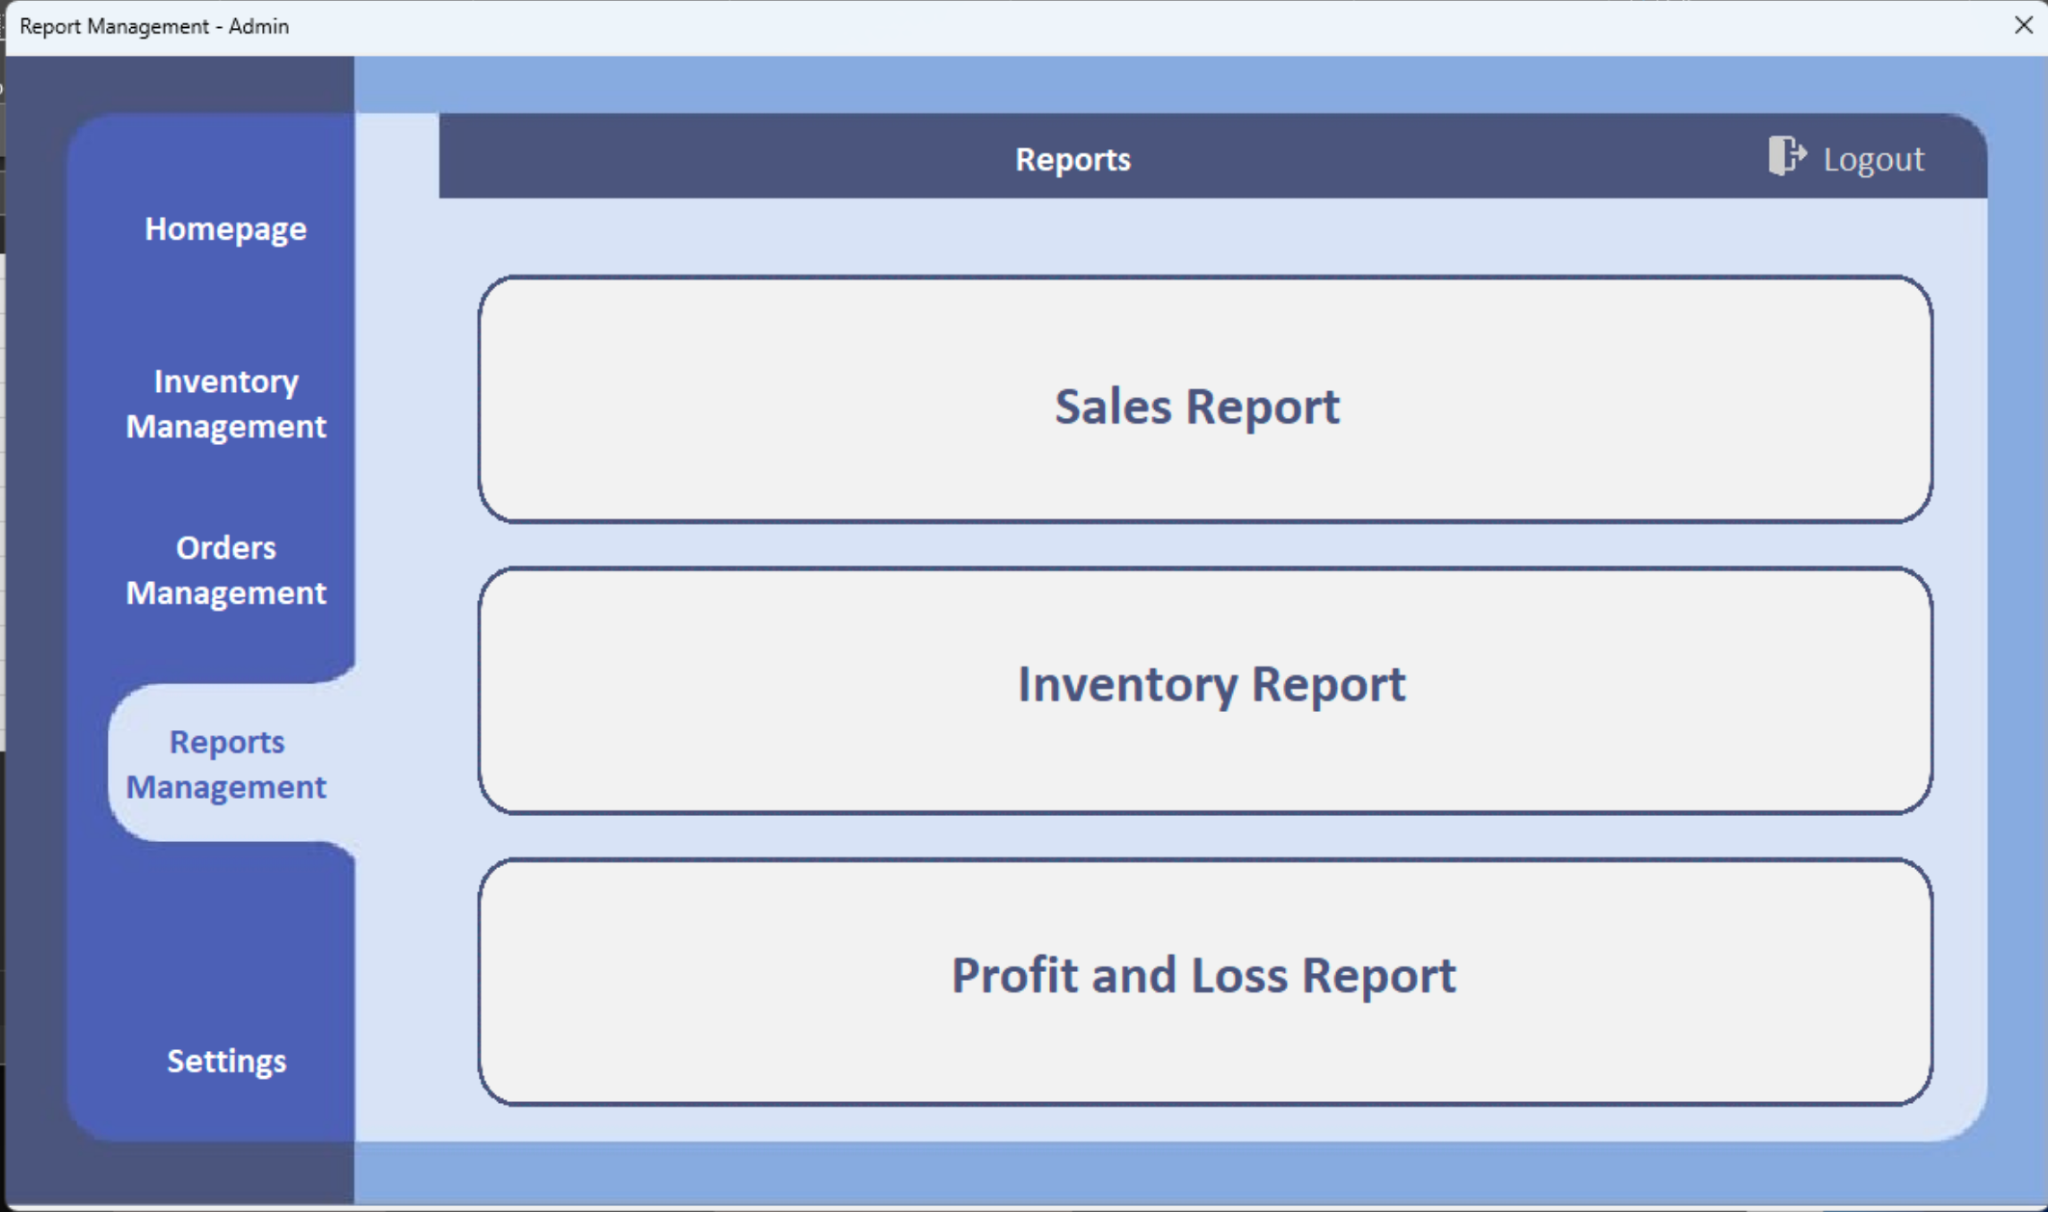 Report Management - Admin
Reports
Logout
Homepage
Inventory
Management
Orders
Management
Reports
Management
Settings
Sales Report
Inventory Report
Profit and Loss Report